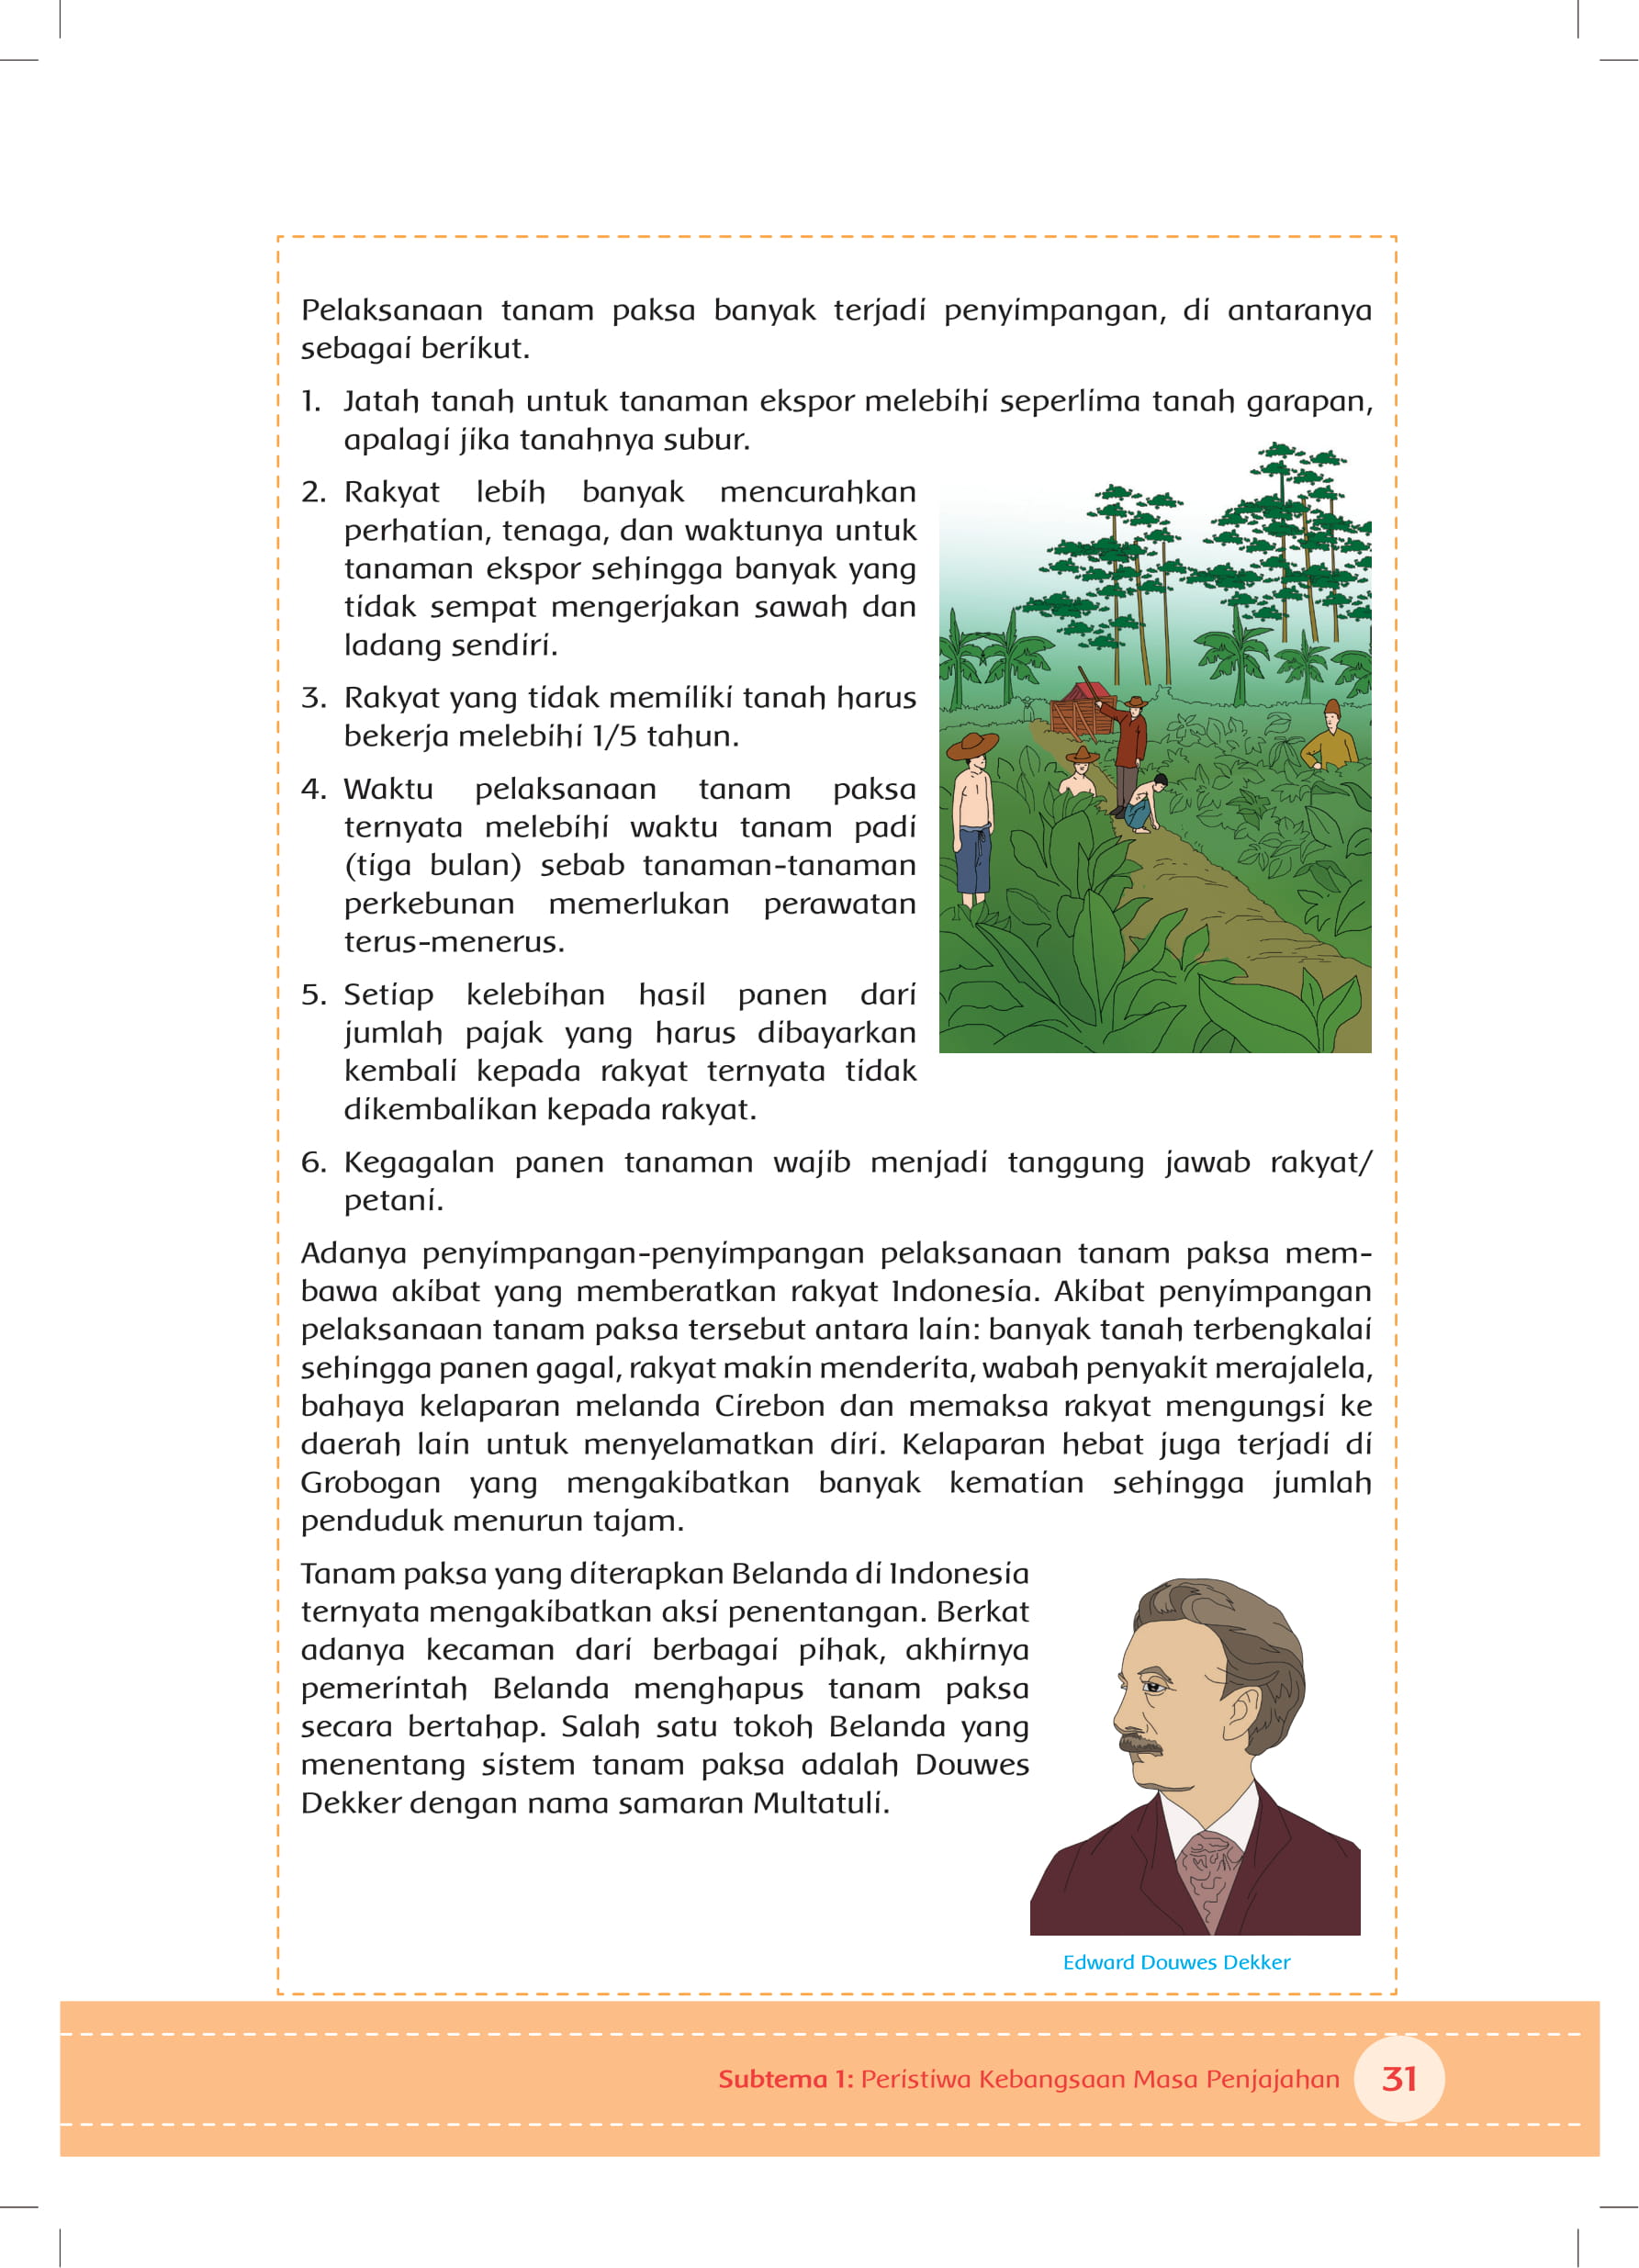 Pelaksanaan tanam paksa banyak terjadi penyimpangan, di antaranya
sebagai berikut.
1. Jatah tanah untuk tanaman ekspor melebihi seperlima tanah garapan,
apalagi jika tanahnya subur.
2. Rakyat lebih banyak mencurahkan
perhatian, tenaga, dan waktunya untuk
tanaman ekspor sehingga banyak yang
tidak sempat mengerjakan sawah dan
ladang sendiri.
3. Rakyat yang tidak memiliki tanah harus
bekerja melebihi 1/5 tahun.
4. Waktu pelaksanaan tanam paksa
ternyata melebihi waktu tanam padi
(tiga bulan) sebab tanaman-tanaman
perkebunan memerlukan perawatan
terus-menerus.
5. Setiap kelebihan hasil panen dari
jumlah pajak yang harus dibayarkan
kembali kepada rakyat ternyata tidak
dikembalikan kepada rakyat.
6. Kegagalan panen tanaman wajib menjadi tanggung jawab rakyat/
petani.
Adanya penyimpangan-penyimpangan pelaksanaan tanam paksa mem-
bawa akibat yang memberatkan rakyat Indonesia. Akibat penyimpangan
pelaksanaan tanam paksa tersebut antara lain: banyak tanah terbengkalai
sehingga panen gagal, rakyat makin menderita, wabah penyakit merajalela,
bahaya kelaparan melanda Cirebon dan memaksa rakyat mengungsi ke
daerah lain untuk menyelamatkan diri. Kelaparan hebat juga terjadi di
Grobogan yang mengakibatkan banyak kematian sehingga jumlah
penduduk menurun tajam.
Tanam paksa yang diterapkan Belanda di Indonesia
ternyata mengakibatkan aksi penentangan. Berkat
adanya kecaman dari berbagai pihak, akhirnya
pemerintah Belanda menghapus tanam paksa
secara bertahap. Salah satu tokoh Belanda yang
menentang sistem tanam paksa adalah Douwes
Dekker dengan nama samaran Multatuli.
Edward Douwes Dekker
Subtema 1: Peristiwa Kebangsaan Masa Penjajahan 31